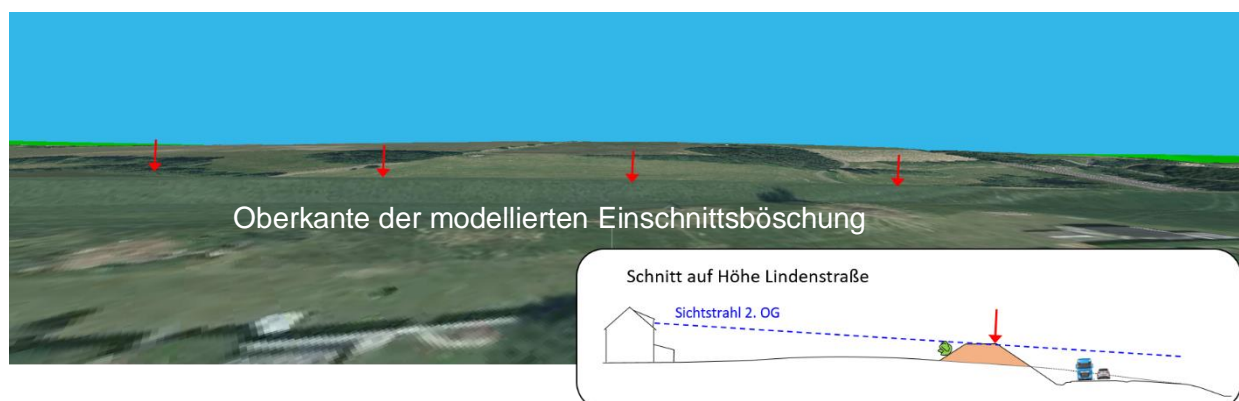 Oberkante der modellierten Einschnittsböschung
Schnitt auf Höhe Lindenstraße
Sichtstrahl 2. OG